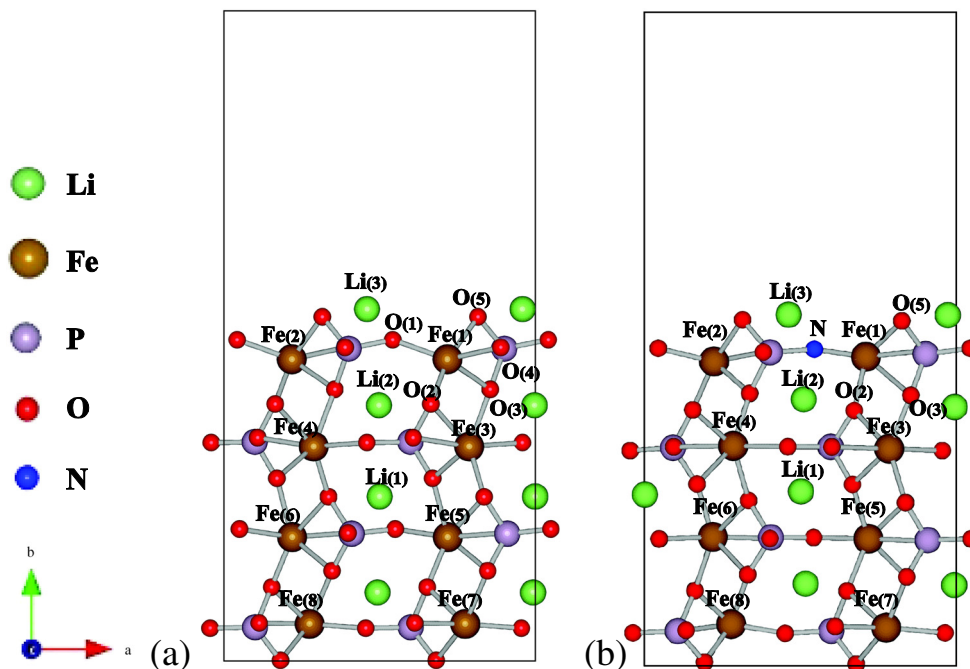 Li
Fe
P
O
N
b
a
(a)
Li(3)
O(5)
O(1)
Fe(2)
Fe(1)
O(4)
Li(2)
O(2)
O(3)
Fe(4)
Fe(3)
Li(1)
Fe(6)
Fe(5)
Fe(8)
Fe(7)
(b)
Li(3)
O(5)
N
Fe(2)
Fe(1)
Li(2)
O(2)
O(3)
Fe(4)
Fe(3)
Li(1)
Fe(6)
Fe(5)
Fe(8)
Fe(7)